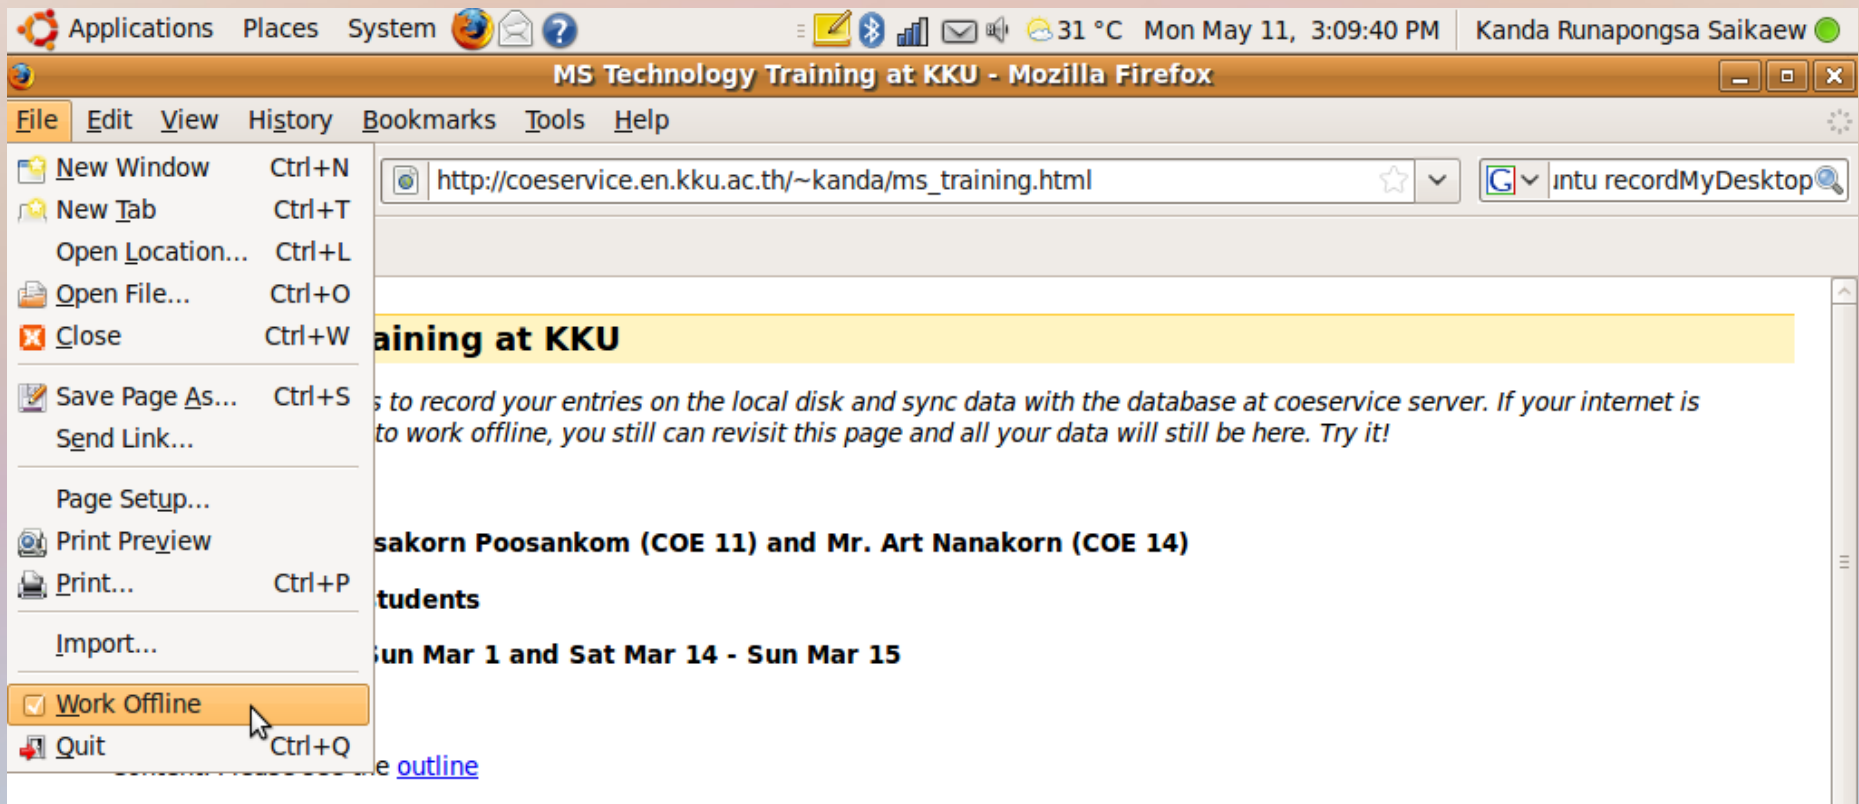 Applications Places System 31 °C Mon May 11, 3:09:40 PM Kanda Runapongsa Saikaew
MS Technology Training at KKU - Mozilla Firefox
File Edit View History Bookmarks Tools Help
New Window Ctrl+N
http://coeservice.en.kku.ac.th/~kanda/ms_training.html
G recordMyDesktop
New Tab Ctrl+T
Open Location... Ctrl+L
Open File... Ctrl+O
Close Ctrl+W
aining at KKU
Save Page As... Ctrl+S
s to record your entries on the local disk and sync data with the database at coeservice server. If your internet is
Send Link...
to work offline, you still can revisit this page and all your data will still be here. Try it!
Page Setup...
Print Preview
sakorn Poosankom (COE 11) and Mr. Art Nanakorn (COE 14)
Print... Ctrl+P
tudents
Import...
Sun Mar 1 and Sat Mar 14 - Sun Mar 15
Work Offline
Quit Ctrl+Q
outline